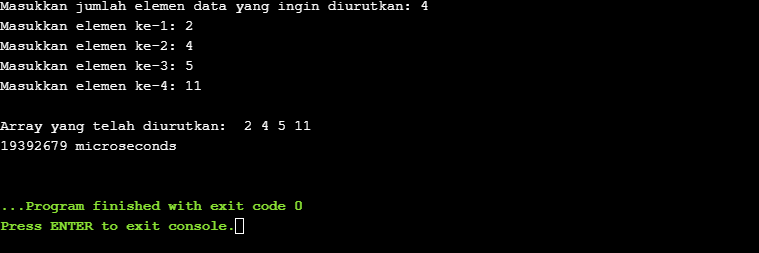 Masukkan jumlah elemen data yang ingin diurutkan: 4
Masukkan elemen ke-1: 2
Masukkan elemen ke-2: 4
Masukkan elemen ke-3: 5
Masukkan elemen ke-4: 11
Array yang telah diurutkan:  2 4 5 11
19392679 microseconds
...Program finished with exit code 0
Press ENTER to exit console.